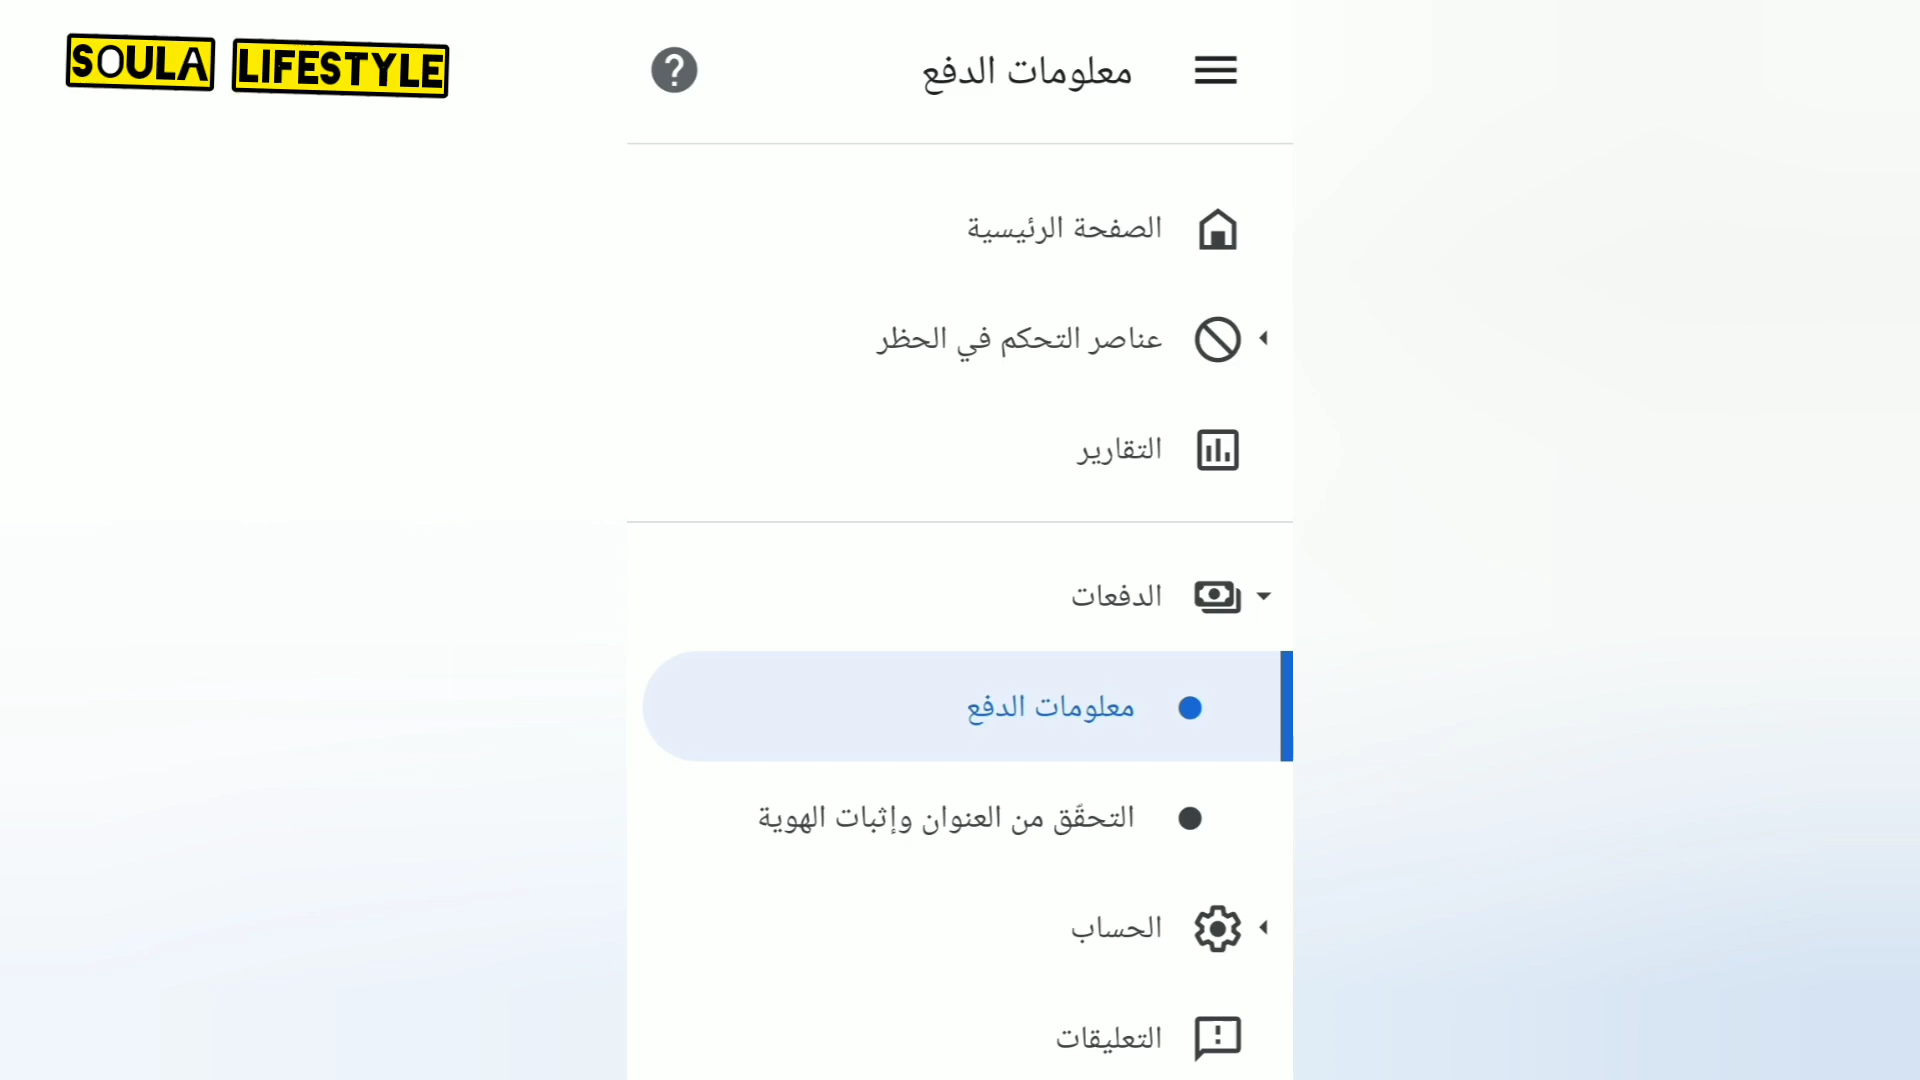 SOULA LIFESTYLE
معلومات الدفع
الصفحة الرئيسية
عناصر التحكم في الحظر
التقارير
الدفعات
معلومات الدفع
التحقّق من العنوان وإثبات الهوية
الحساب
التعليقات